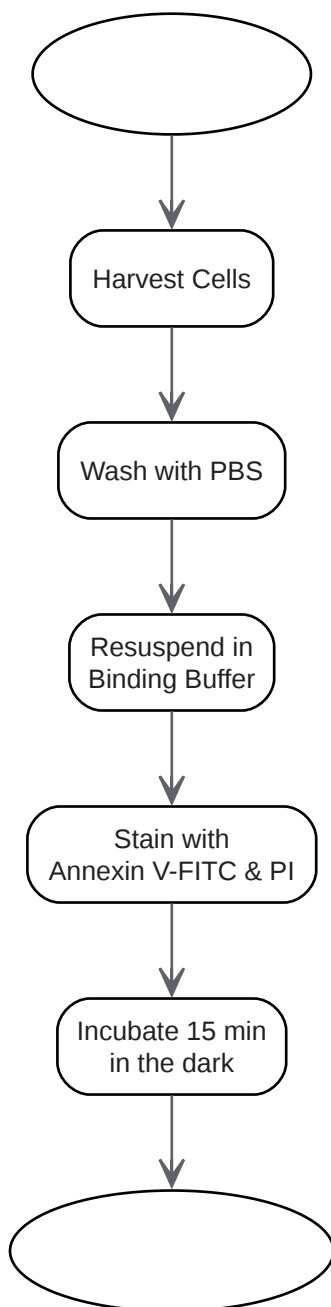 Harvest Cells
Wash with PBS
Resuspend in
Binding Buffer
Stain with
Annexin V-FITC & PI
Incubate 15 min
in the dark